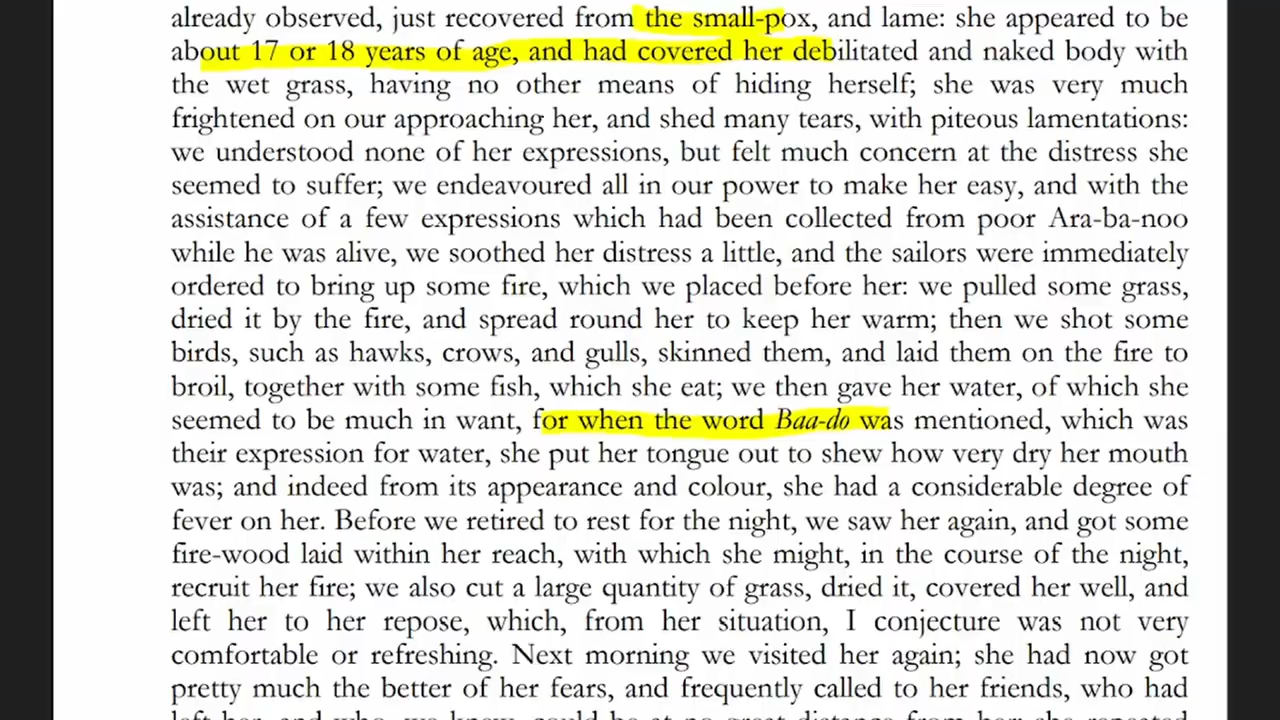 already observed, just recovered from the small-pox, and lame: she appeared to be
about 17 or 18 years of age, and had covered her debilitated and naked body with
the wet grass, having no other means of hiding herself; she was very much
frightened on our approaching her, and shed many tears, with piteous lamentations:
we understood none of her expressions, but felt much concern at the distress she
seemed to suffer; we endeavoured all in our power to make her easy, and with the
assistance of a few expressions which had been collected from poor Ara-ba-noo
while he was alive, we soothed her distress a little, and the sailors were immediately
ordered to bring up some fire, which we placed before her: we pulled some grass,
dried it by the fire, and spread round her to keep her warm; then we shot some
birds, such as hawks, crows, and gulls, skinned them, and laid them on the fire to
broil, together with some fish, which she eat; we then gave her water, of which she
seemed to be much in want, for when the word Baa-do was mentioned, which was
their expression for water, she put her tongue out to shew how very dry her mouth
was; and indeed from its appearance and colour, she had a considerable degree of
fever on her. Before we retired to rest for the night, we saw her again, and got some
fire-wood laid within her reach, with which she might, in the course of the night,
recruit her fire; we also cut a large quantity of grass, dried it, covered her well, and
left her to her repose, which, from her situation, I conjecture was not very
comfortable or refreshing. Next morning we visited her again; she had now got
pretty much the better of her fears, and frequently called to her friends, who had
left her, and who, we knew, could be at no great distance from her; she repeated